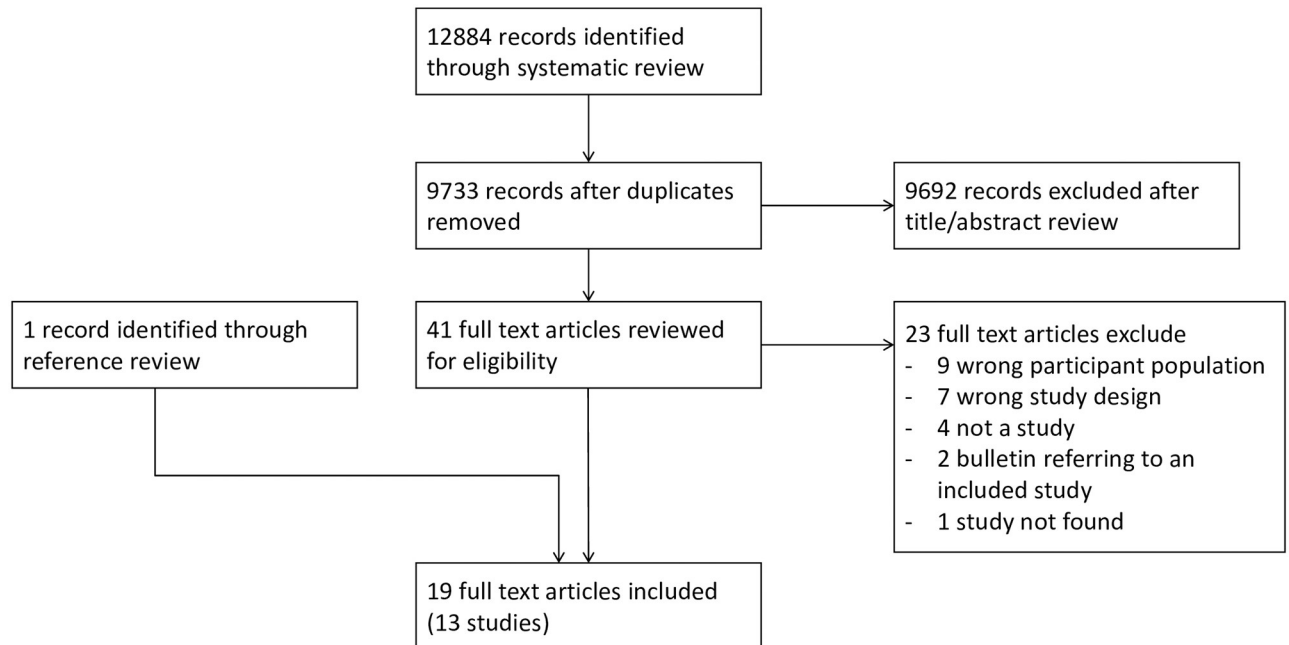 12884 records identified
through systematic review
9733 records after duplicates
removed
9692 records excluded after
title/abstract review
1 record identified through
reference review
41 full text articles reviewed
for eligibility
23 full text articles exclude
- 9 wrong participant population
- 7 wrong study design
- 4 not a study
- 2 bulletin referring to an
included study
- 1 study not found
19 full text articles included
(13 studies)